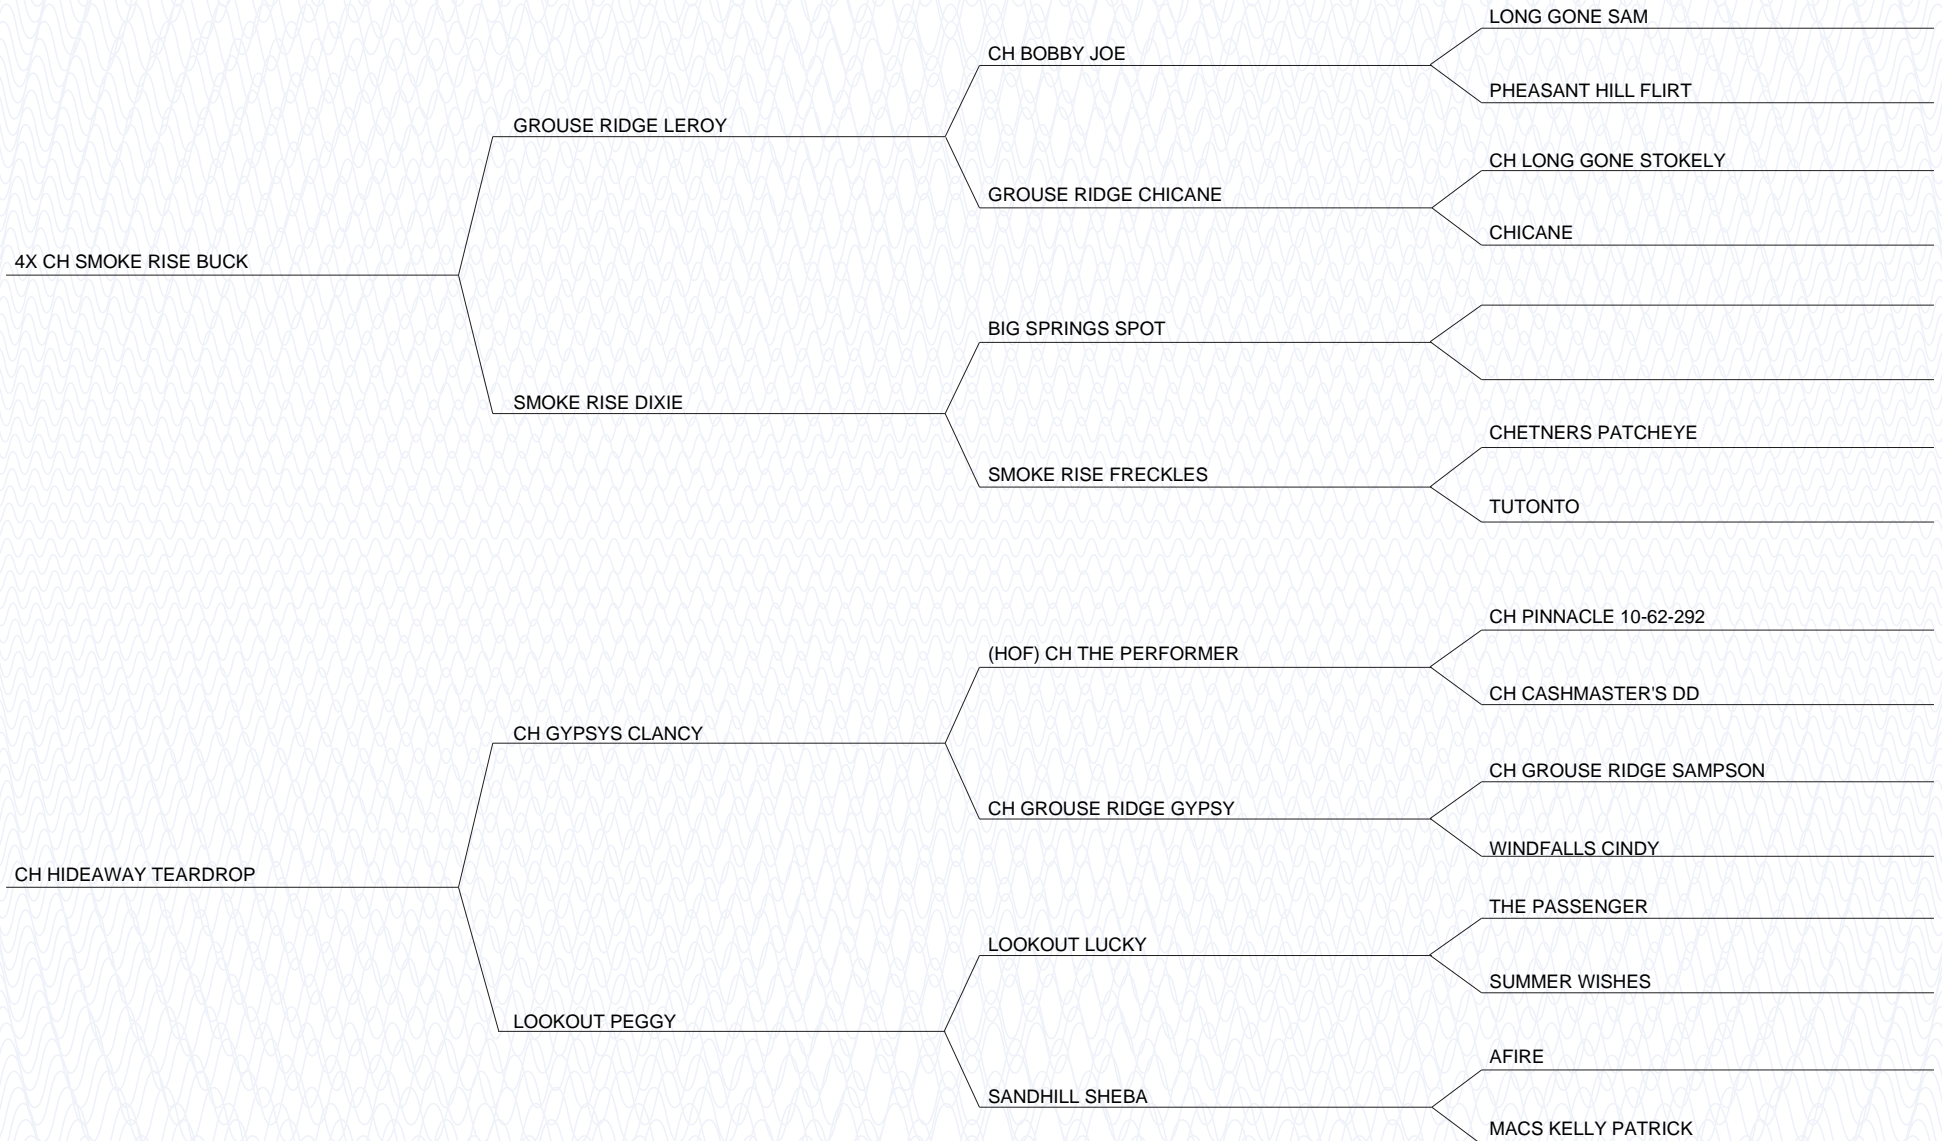 LONG GONE SAM
CH BOBBY JOE
PHEASANT HILL FLIRT
GROUSE RIDGE LEROY
CH LONG GONE STOKELY
GROUSE RIDGE CHICANE
CHICANE
4X CH SMOKE RISE BUCK
BIG SPRINGS SPOT
SMOKE RISE DIXIE
CHETNERS PATCHEYE
SMOKE RISE FRECKLES
TUTONTO
CH PINNACLE 10-62-292
(HOF) CH THE PERFORMER
CH CASHMASTER'S DD
CH GYPSYS CLANCY
CH GROUSE RIDGE SAMPSON
CH GROUSE RIDGE GYPSY
WINDFALLS CINDY
CH HIDEAWAY TEARDROP
THE PASSENGER
LOOKOUT LUCKY
SUMMER WISHES
LOOKOUT PEGGY
AFIRE
SANDHILL SHEBA
MACS KELLY PATRICK